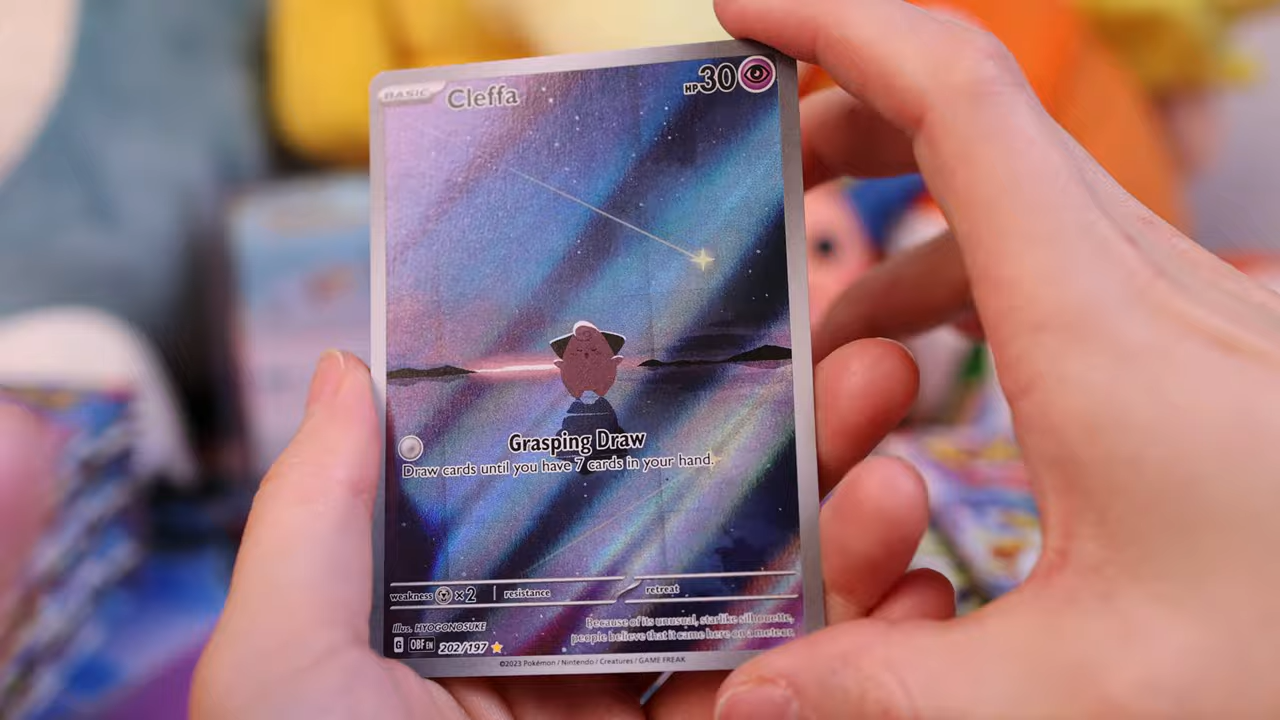 BASIC Cleffa HP30
Grasping Draw
Draw cards until you have 7 cards in your hand.
weakness ×2 resistance retreat
Because of its unusual, starlike silhouette,
people believe that it came here on a meteor.
Illus. HYOGONOSUKE
G OBF EN 202/197
©2023 Pokémon / Nintendo / Creatures / GAME FREAK